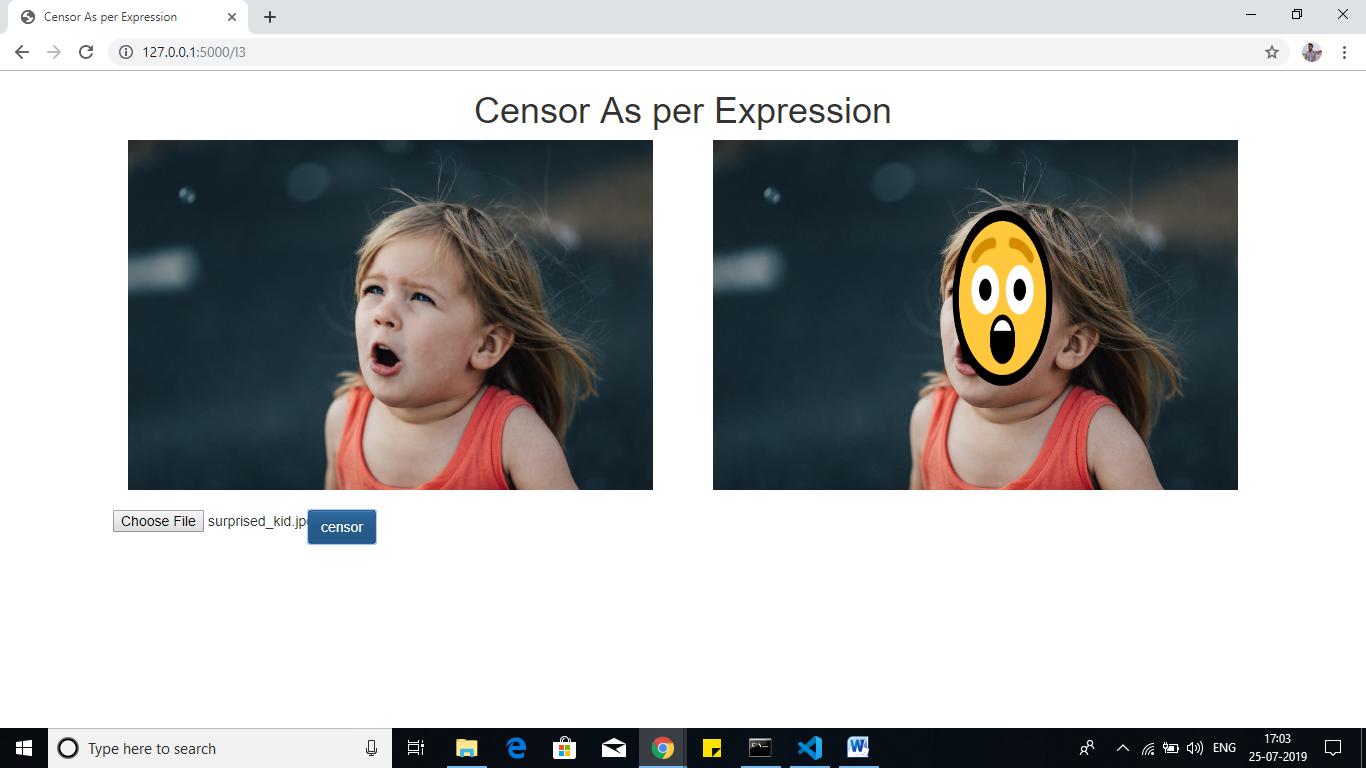 Censor As per Expression
127.0.0.1:5000/l3
Censor As per Expression
Choose File surprised_kid.jp
censor
Type here to search
ENG
17:03
25-07-2019